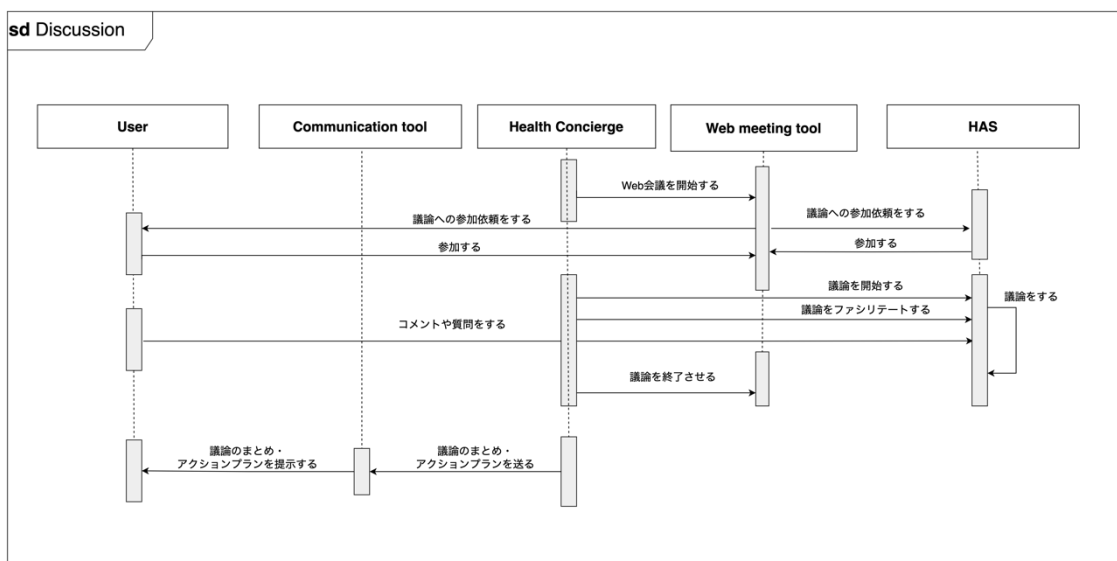 sd Discussion
User
Communication tool
Health Concierge
Web meeting tool
HAS
Web会議を開始する
議論への参加依頼をする
議論への参加依頼をする
参加する
参加する
議論を開始する
議論をする
議論をファシリテートする
コメントや質問をする
議論を終了させる
議論のまとめ・
アクションプランを提示する
議論のまとめ・
アクションプランを送る